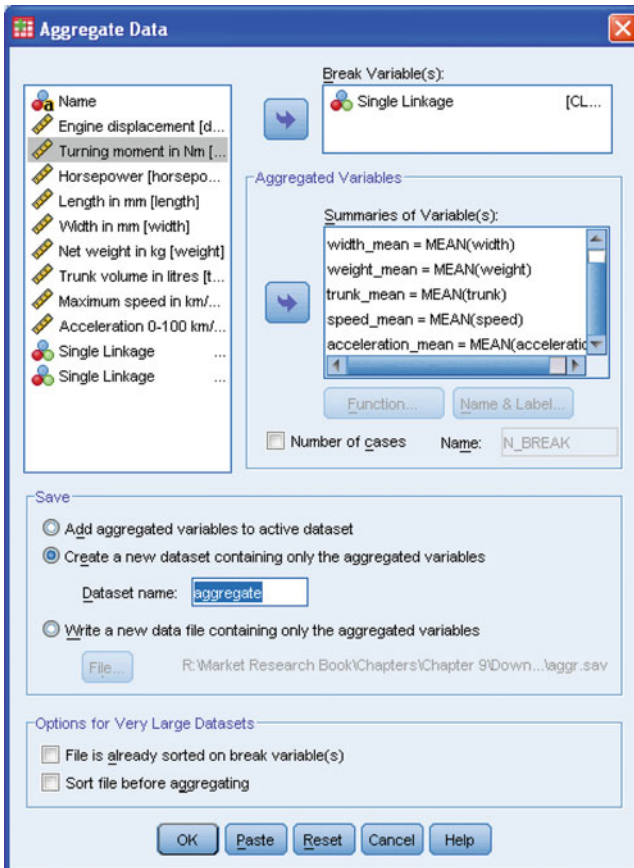 Aggregate Data
Break Variable(s):
Name
Engine displacement [d...
Turning moment in Nm [...
Horsepower [horsepo...
Length in mm [length]
Width in mm [width]
Net weight in kg [weight]
Trunk volume in litres [t...
Maximum speed in km/...
Acceleration 0-100 km/...
Single Linkage ...
Single Linkage ...
Single Linkage [CL...
Aggregated Variables
Summaries of Variable(s):
width_mean = MEAN(width)
weight_mean = MEAN(weight)
trunk_mean = MEAN(trunk)
speed_mean = MEAN(speed)
acceleration_mean = MEAN(acceleratio
Function... Name & Label...
Number of cases Name: N_BREAK
Save
Add aggregated variables to active dataset
Create a new dataset containing only the aggregated variables
Dataset name: aggregate
Write a new data file containing only the aggregated variables
File... R:\Market Research Book\Chapters\Chapter 9\Down...\aggr.sav
Options for Very Large Datasets
File is already sorted on break variable(s)
Sort file before aggregating
OK Paste Reset Cancel Help